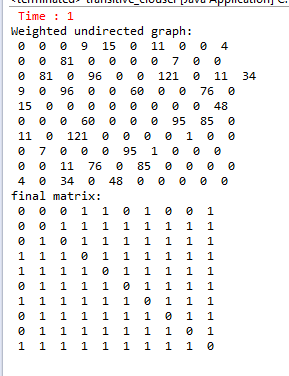 <terminated> transitive_clouser [Java Application] C:
Time : 1
Weighted undirected graph:
0 0 0 9 15 0 11 0 0 4
0 0 81 0 0 0 0 7 0 0
0 81 0 96 0 0 121 0 11 34
9 0 96 0 0 60 0 0 76 0
15 0 0 0 0 0 0 0 0 48
0 0 0 60 0 0 0 95 85 0
11 0 121 0 0 0 0 1 0 0
0 7 0 0 0 95 1 0 0 0
0 0 11 76 0 85 0 0 0 0
4 0 34 0 48 0 0 0 0 0
final matrix:
0 0 0 1 1 0 1 0 0 1
0 0 1 1 1 1 1 1 1 1
0 1 0 1 1 1 1 1 1 1
1 1 1 0 1 1 1 1 1 1
1 1 1 1 0 1 1 1 1 1
0 1 1 1 1 0 1 1 1 1
1 1 1 1 1 1 0 1 1 1
0 1 1 1 1 1 1 0 1 1
0 1 1 1 1 1 1 1 0 1
1 1 1 1 1 1 1 1 1 0